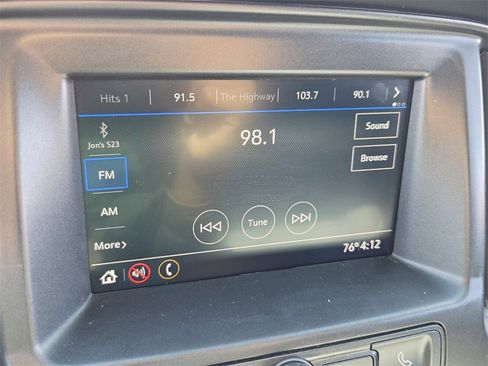 Hits 1 91.5 The Highway 103.7 90.1
98.1
Sound
Jon's S23
Browse
FM
AM
Tune
More
76° 4:12